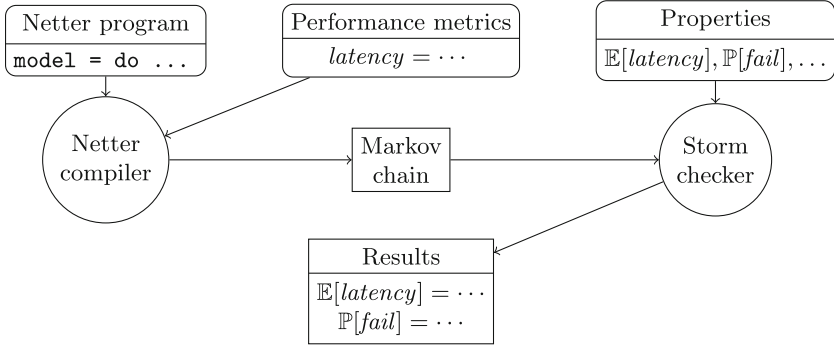 Netter program
model = do ...
Performance metrics
latency = ⋯
Properties
𝔼[latency], ℙ[fail], ...
Netter
compiler
Markov
chain
Storm
checker
Results
𝔼[latency] = ⋯
ℙ[fail] = ⋯